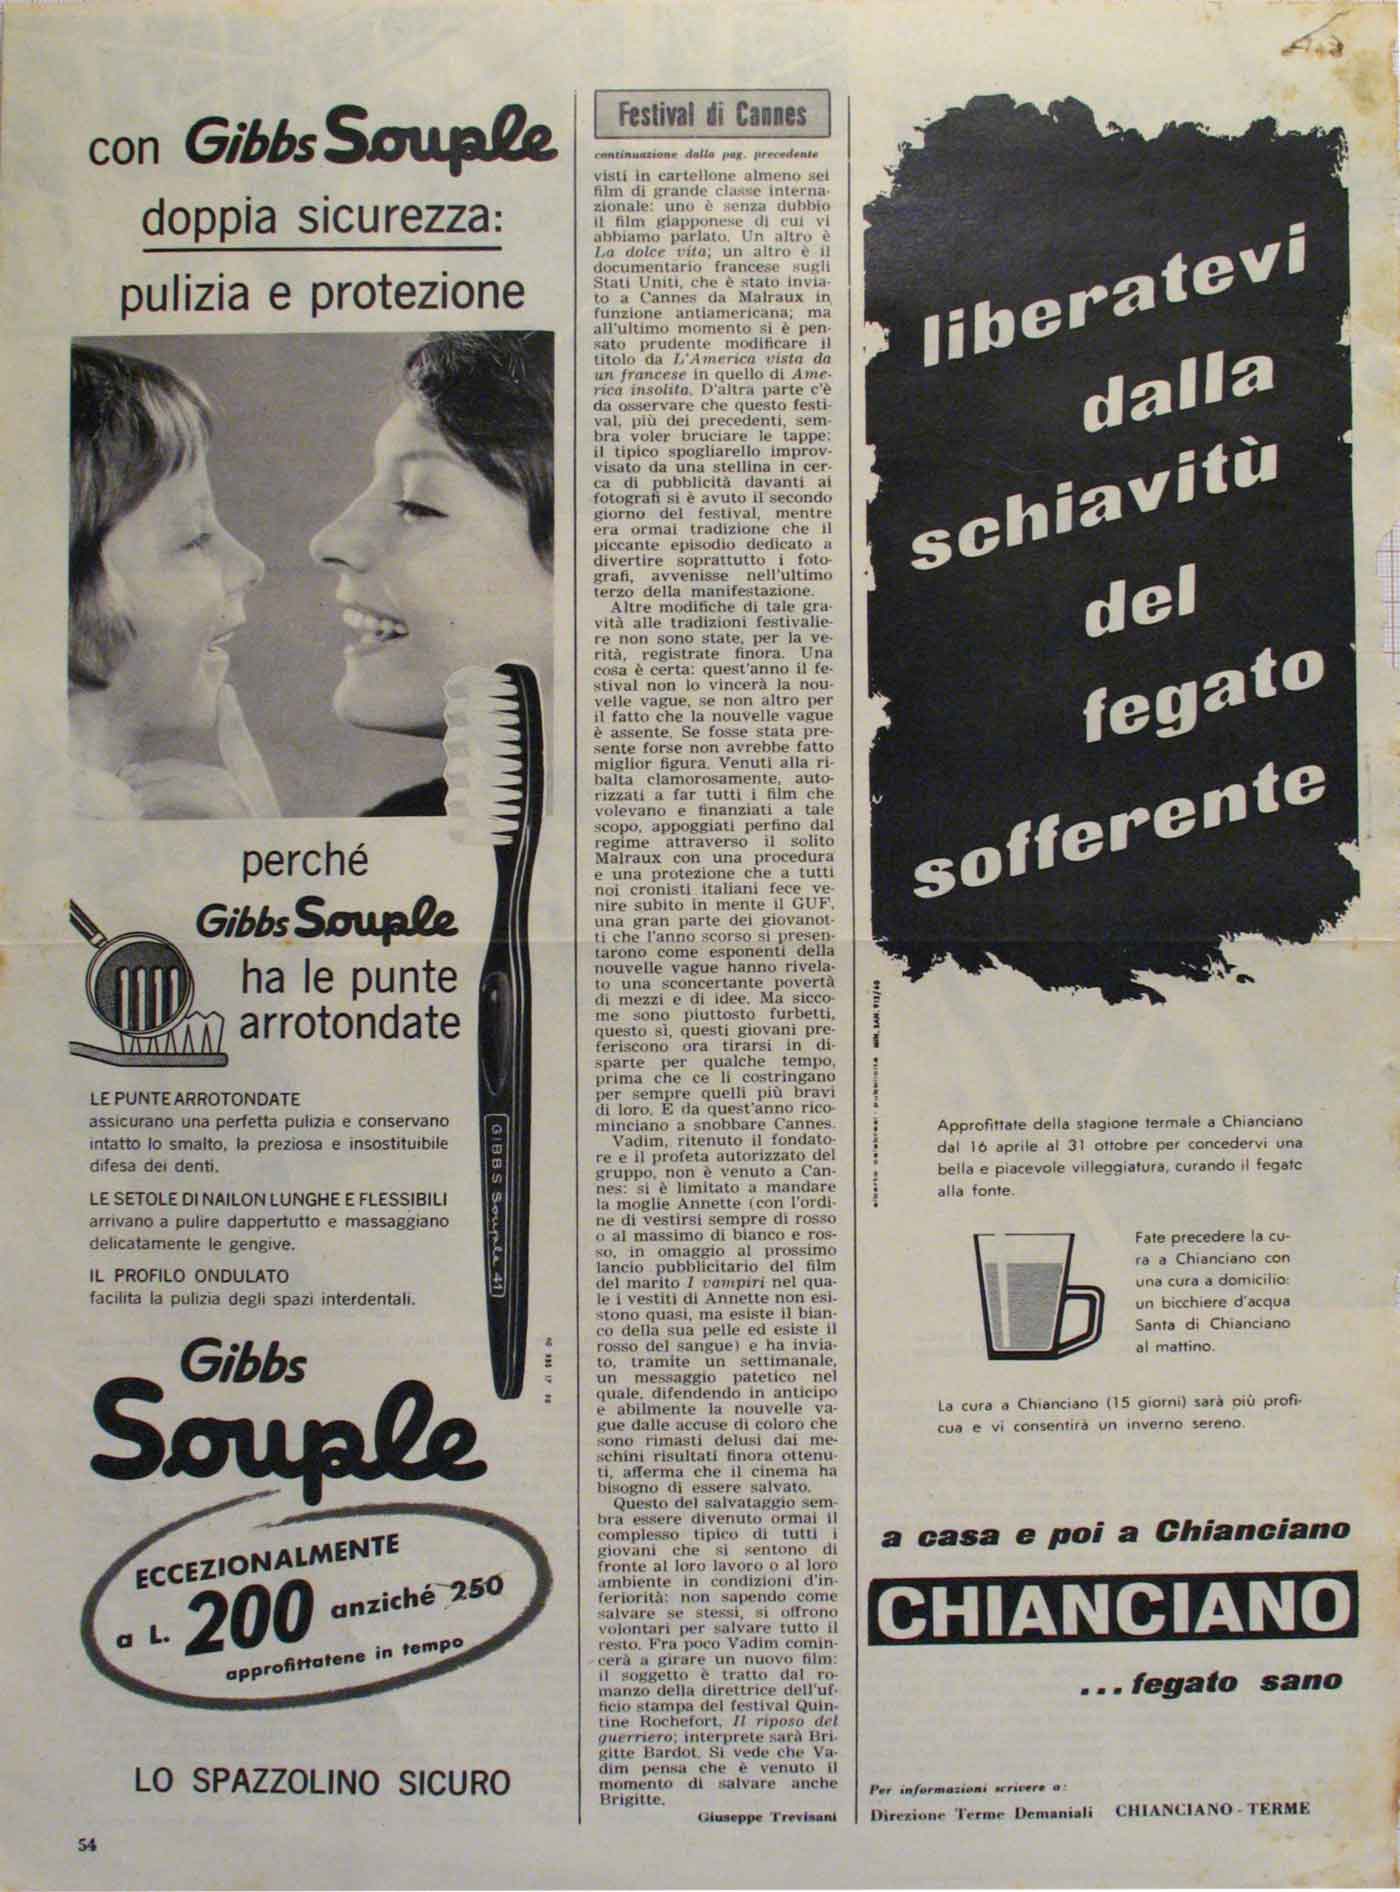 con Gibbs Souple
doppia sicurezza:
pulizia e protezione
perché
Gibbs Souple
ha le punte
arrotondate
LE PUNTE ARROTONDATE
assicurano una perfetta pulizia e conservano
intatto lo smalto, la preziosa e insostituibile
difesa dei denti.
LE SETOLE DI NAILON LUNGHE E FLESSIBILI
arrivano a pulire dappertutto e massaggiano
delicatamente le gengive.
IL PROFILO ONDULATO
facilita la pulizia degli spazi interdentali.
GIBBS Souple 41
Gibbs
Souple
ECCEZIONALMENTE
a L. 200 anziché 250
approfittatene in tempo
LO SPAZZOLINO SICURO
54
Festival di Cannes
continuazione dalla pag. precedente
visti in cartellone almeno sei
film di grande classe interna-
zionale: uno è senza dubbio
il film giapponese di cui vi
abbiamo parlato. Un altro è
La dolce vita; un altro è il
documentario francese sugli
Stati Uniti, che è stato invia-
to a Cannes da Malraux in
funzione antiamericana; ma
all'ultimo momento si è pen-
sato prudente modificare il
titolo da L'America vista da
un francese in quello di Ame-
rica insolita. D'altra parte c'è
da osservare che questo festi-
val, più dei precedenti, sem-
bra voler bruciare le tappe:
il tipico spogliarello improv-
visato da una stellina in cer-
ca di pubblicità davanti ai
fotografi si è avuto il secondo
giorno del festival, mentre
era ormai tradizione che il
piccante episodio dedicato a
divertire soprattutto i foto-
grafi, avvenisse nell'ultimo
terzo della manifestazione.
Altre modifiche di tale gra-
vità alle tradizioni festivalie-
re non sono state, per la ve-
rità, registrate finora. Una
cosa è certa: quest'anno il fe-
stival non lo vincerà la nou-
velle vague, se non altro per
il fatto che la nouvelle vague
è assente. Se fosse stata pre-
sente forse non avrebbe fatto
miglior figura. Venuti alla ri-
balta clamorosamente, auto-
rizzati a far tutti i film che
volevano e finanziati a tale
scopo, appoggiati perfino dal
regime attraverso il solito
Malraux con una procedura
e una protezione che a tutti
noi cronisti italiani fece ve-
nire subito in mente il GUF,
una gran parte dei giovanot-
ti che l'anno scorso si presen-
tarono come esponenti della
nouvelle vague hanno rivela-
to una sconcertante povertà
di mezzi e di idee. Ma sicco-
me sono piuttosto furbetti,
questo sì, questi giovani pre-
feriscono ora tirarsi in di-
sparte per qualche tempo,
prima che ce li costringano
per sempre quelli più bravi
di loro. E da quest'anno rico-
minciano a snobbare Cannes.
Vadim, ritenuto il fondato-
re e il profeta autorizzato del
gruppo, non è venuto a Can-
nes: si è limitato a mandare
la moglie Annette (con l'ordi-
ne di vestirsi sempre di rosso
o al massimo di bianco e ros-
so, in omaggio al prossimo
lancio pubblicitario del film
del marito I vampiri nel qua-
le i vestiti di Annette non esi-
stono quasi, ma esiste il bian-
co della sua pelle ed esiste il
rosso del sangue) e ha invia-
to, tramite un settimanale,
un messaggio patetico nel
quale, difendendo in anticipo
e abilmente la nouvelle va-
gue dalle accuse di coloro che
sono rimasti delusi dai me-
schini risultati finora ottenu-
ti, afferma che il cinema ha
bisogno di essere salvato.
Questo del salvataggio sem-
bra essere divenuto ormai il
complesso tipico di tutti i
giovani che si sentono di
fronte al loro lavoro o al loro
ambiente in condizioni d'in-
feriorità: non sapendo come
salvare se stessi, si offrono
volontari per salvare tutto il
resto. Fra poco Vadim comin-
cerà a girare un nuovo film:
il soggetto è tratto dal ro-
manzo della direttrice dell'uf-
ficio stampa del festival Quin-
tine Rochefort, Il riposo del
guerriero; interprete sarà Bri-
gitte Bardot. Si vede che Va-
dim pensa che è venuto il
momento di salvare anche
Brigitte.
Giuseppe Trevisani
liberatevi
dalla
schiavitù
del
fegato
sofferente
MIN. SAN. 913/60
Approfittate della stagione termale a Chianciano
dal 16 aprile al 31 ottobre per concedervi una
bella e piacevole villeggiatura, curando il fegato
alla fonte.
Fate precedere la cu-
ra a Chianciano con
una cura a domicilio:
un bicchiere d'acqua
Santa di Chianciano
al mattino.
La cura a Chianciano (15 giorni) sarà più profi-
cua e vi consentirà un inverno sereno.
a casa e poi a Chianciano
CHIANCIANO
...fegato sano
Per informazioni scrivere a:
Direzione Terme Demaniali CHIANCIANO - TERME